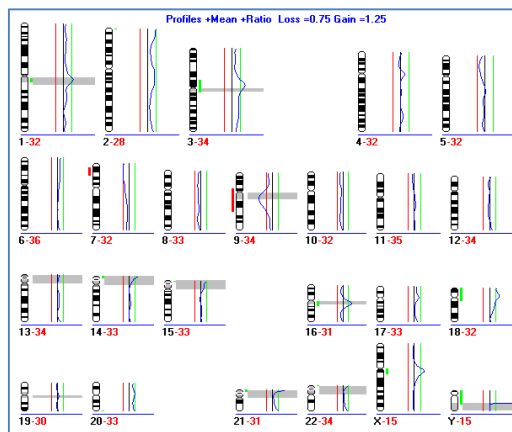 Profiles +Mean +Ratio Loss =0.75 Gain =1.25
1-32 2-28 3-34 4-32 5-32
6-36 7-32 8-33 9-34 10-32 11-35 12-34
13-34 14-33 15-33 16-31 17-33 18-32
19-30 20-33 21-31 22-34 X-15 Y-15